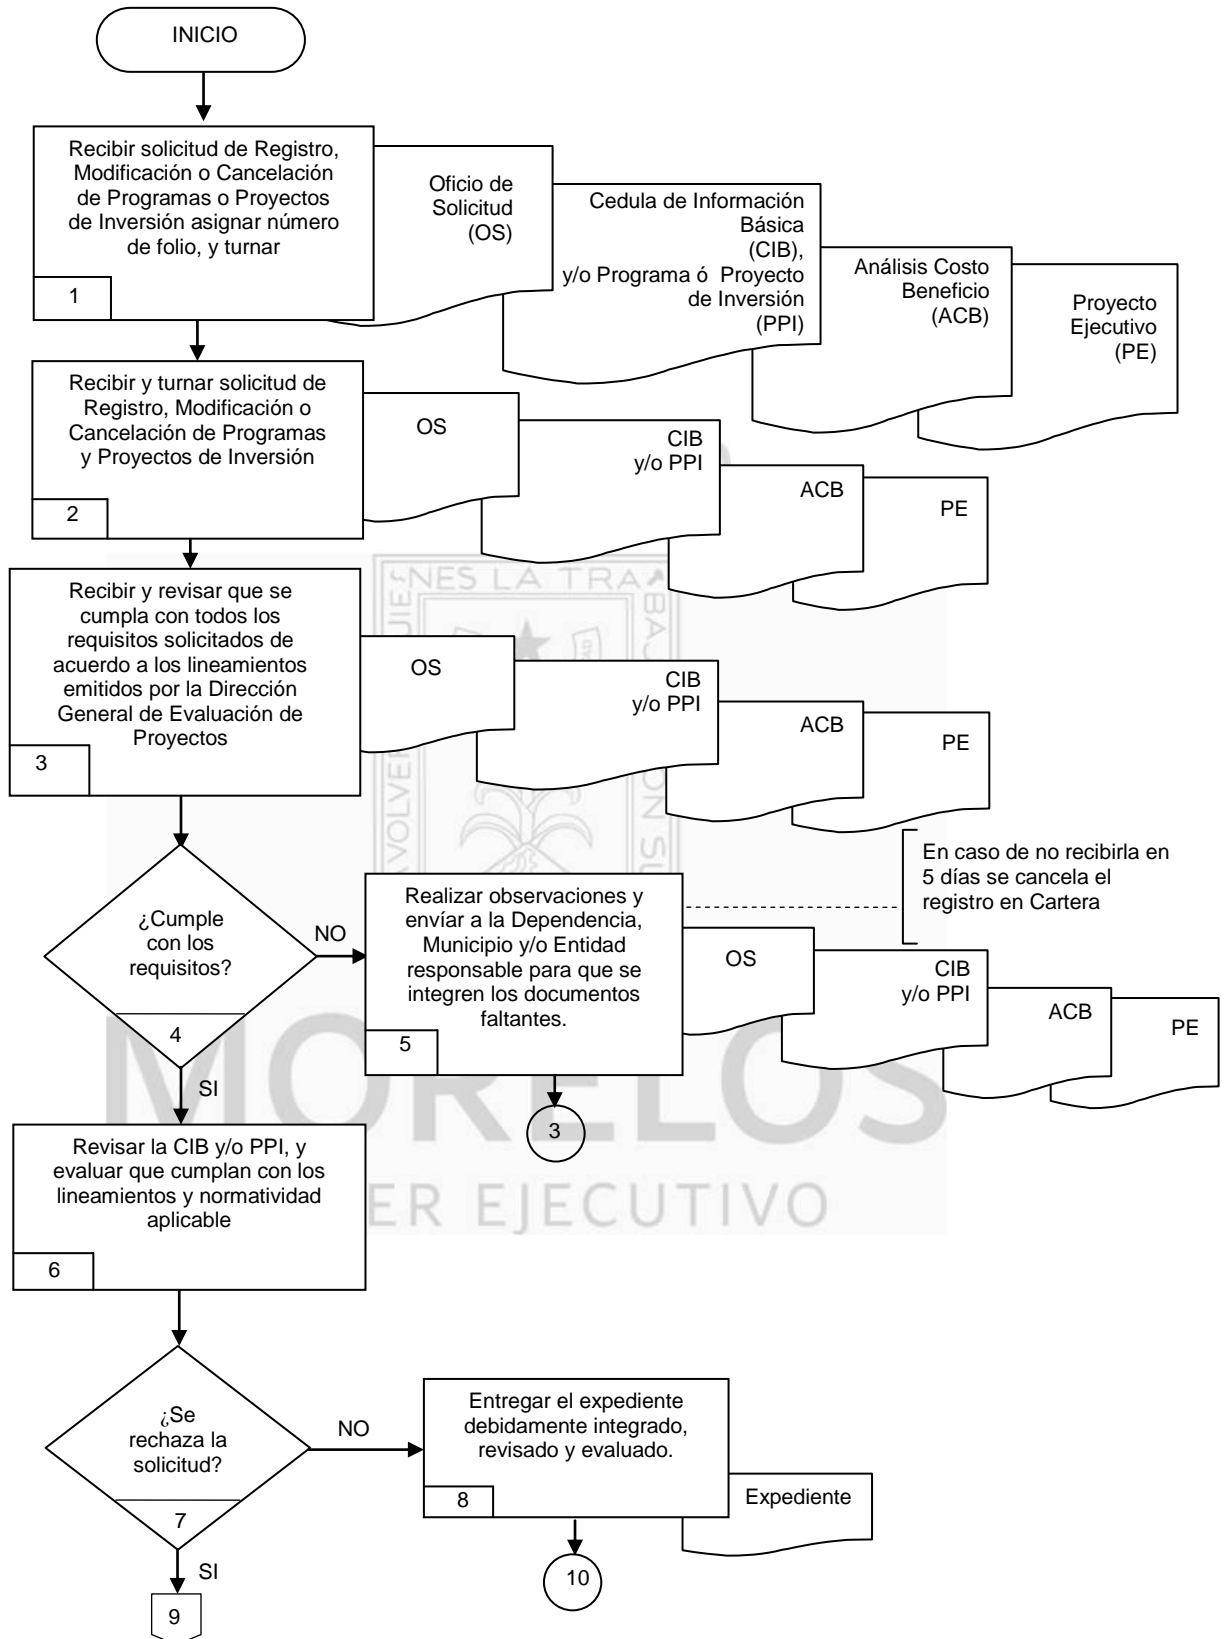 INICIO
Recibir solicitud de Registro,
Modificación o Cancelación
de Programas o Proyectos
de Inversión asignar número
de folio, y turnar
1
Oficio de
Solicitud
(OS)
Cedula de Información
Básica
(CIB),
y/o Programa ó Proyecto
de Inversión
(PPI)
Análisis Costo
Beneficio
(ACB)
Proyecto
Ejecutivo
(PE)
Recibir y turnar solicitud de
Registro, Modificación o
Cancelación de Programas
y Proyectos de Inversión
2
OS
CIB
y/o PPI
ACB
PE
Recibir y revisar que se
cumpla con todos los
requisitos solicitados de
acuerdo a los lineamientos
emitidos por la Dirección
General de Evaluación de
Proyectos
3
OS
CIB
y/o PPI
ACB
PE
¿Cumple
con los
requisitos?
4
NO
SI
Realizar observaciones y
envíar a la Dependencia,
Municipio y/o Entidad
responsable para que se
integren los documentos
faltantes.
5
En caso de no recibirla en
5 días se cancela el
registro en Cartera
OS
CIB
y/o PPI
ACB
PE
3
Revisar la CIB y/o PPI, y
evaluar que cumplan con los
lineamientos y normatividad
aplicable
6
¿Se
rechaza la
solicitud?
7
NO
SI
Entregar el expediente
debidamente integrado,
revisado y evaluado.
8
Expediente
10
9
MORELOS
ER EJECUTIVO